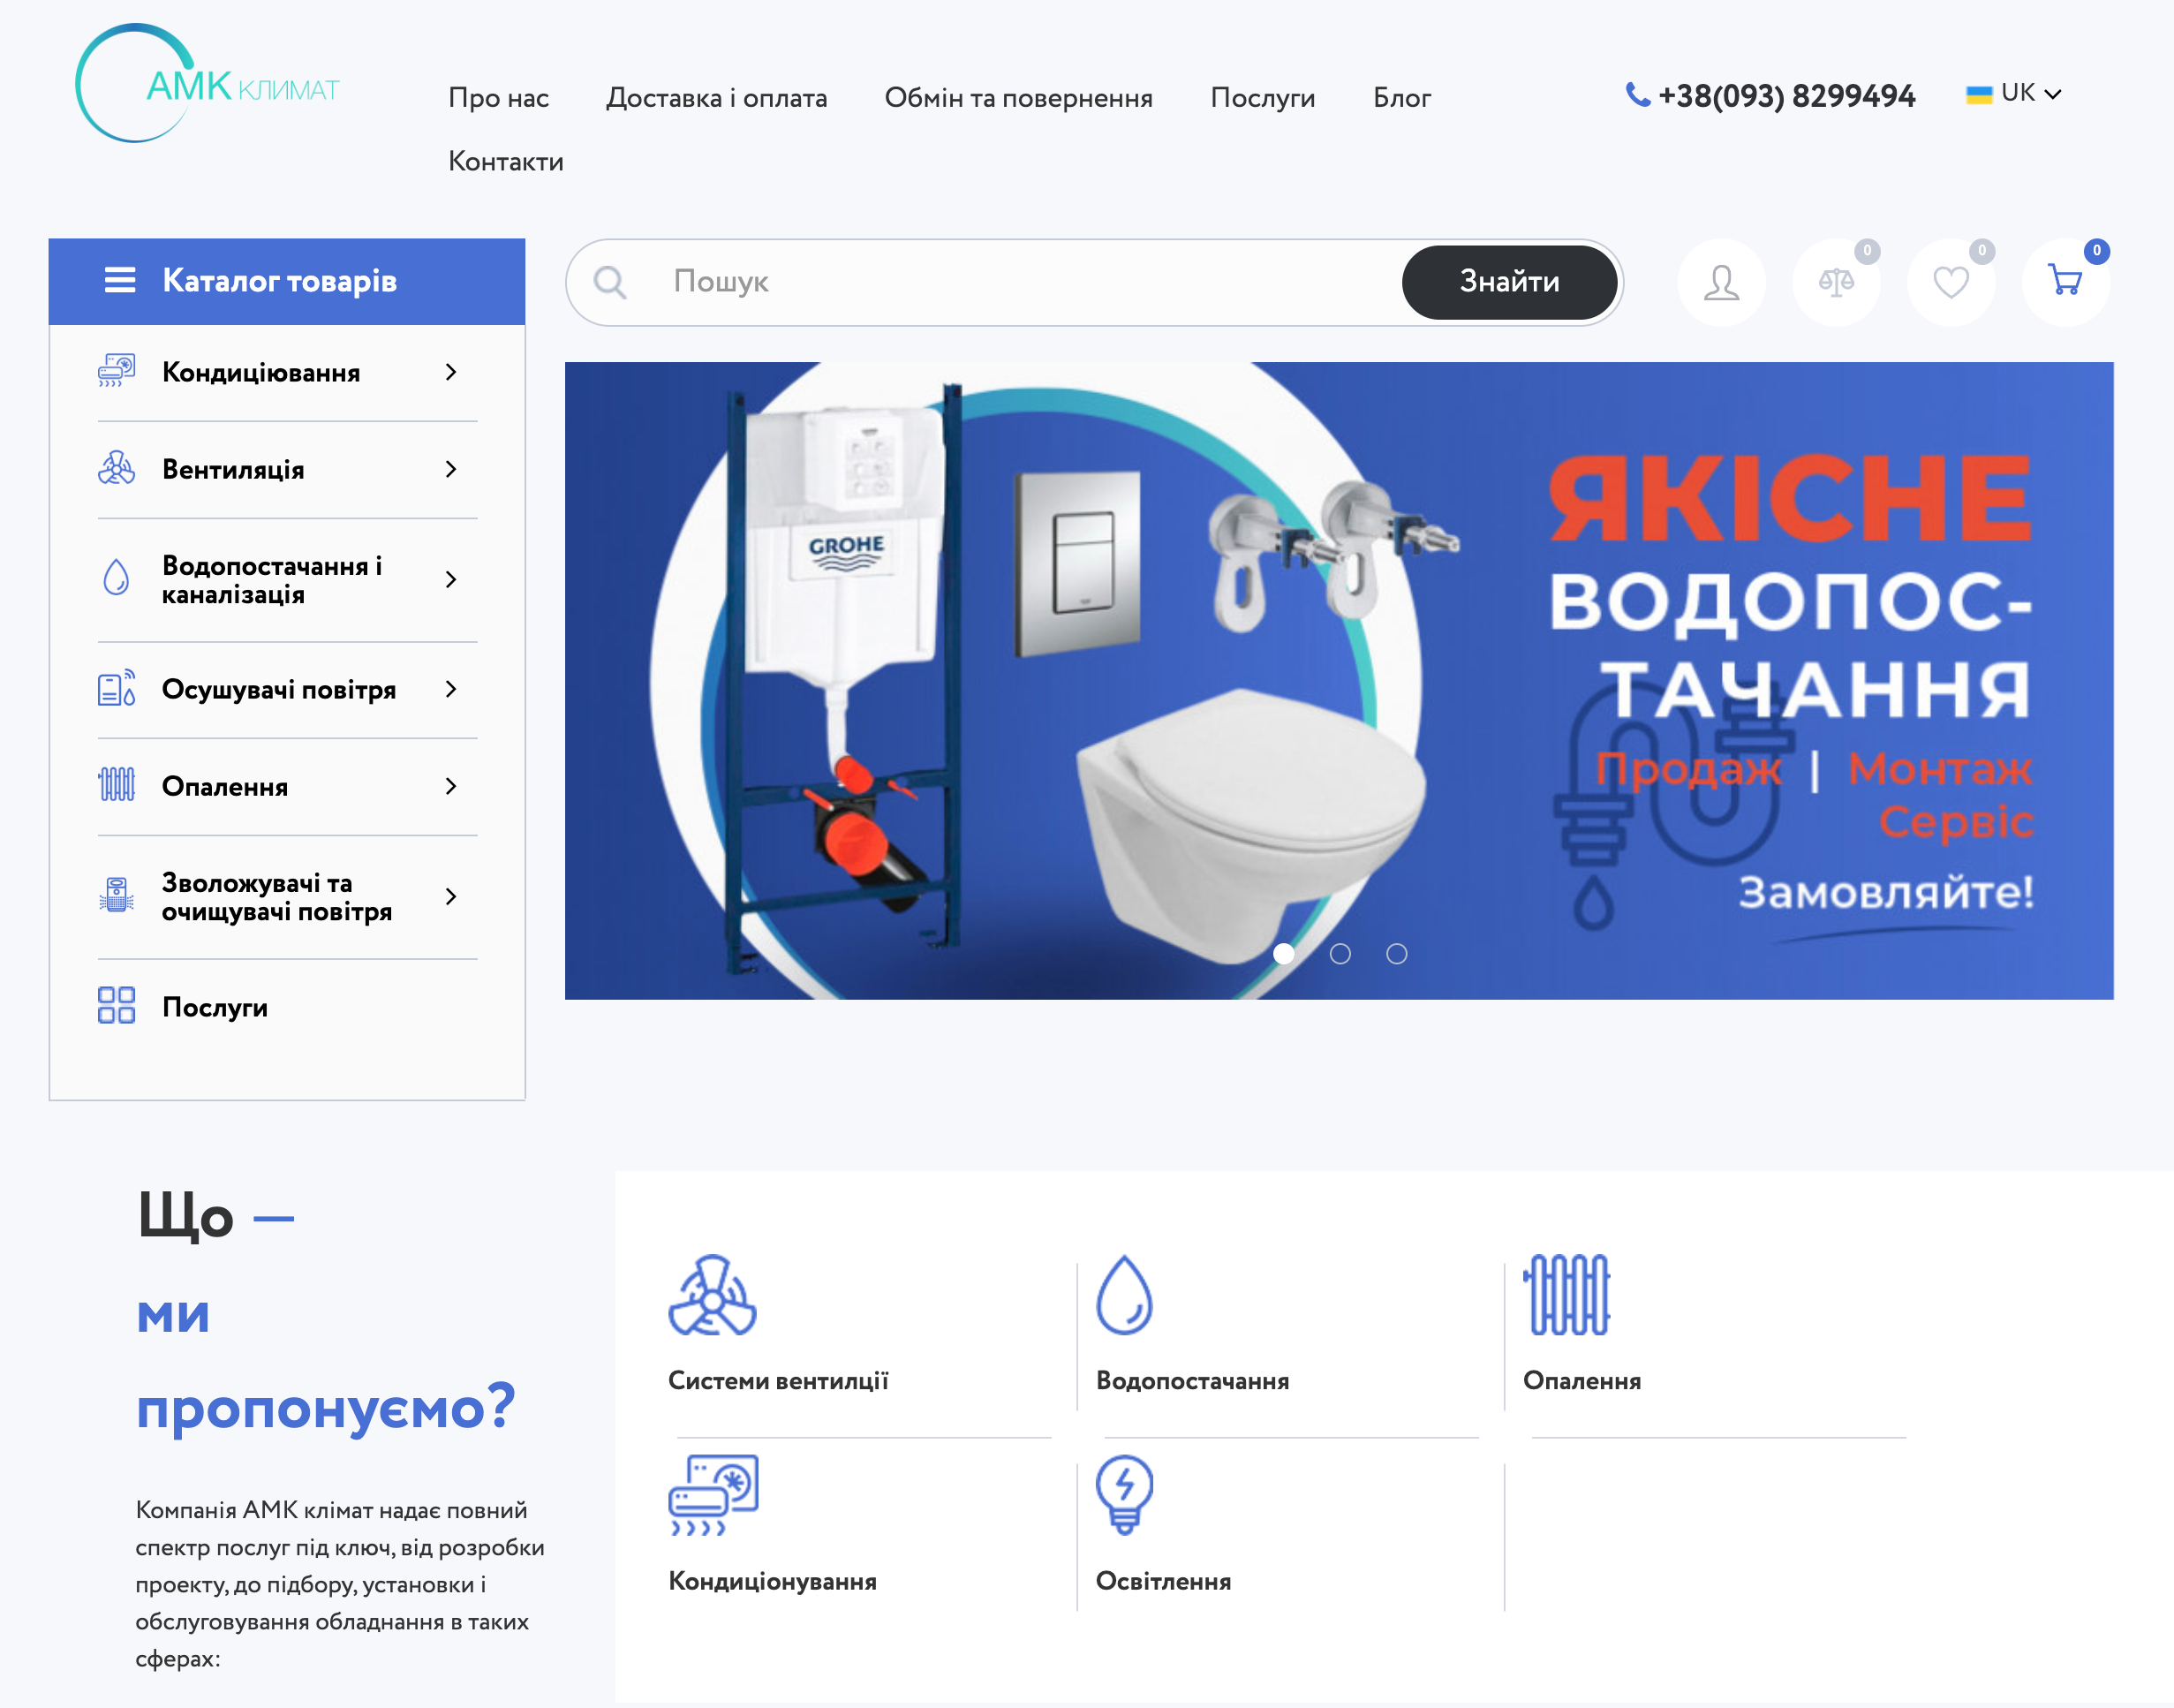 АМК КЛИМАТ
Про нас Доставка і оплата Обмін та повернення Послуги Блог
Контакти
+38(093) 8299494
UK
Каталог товарів
Пошук
Знайти
0
0
0
Кондиціювання
Вентиляція
Водопостачання і
каналізація
Осушувачі повітря
Опалення
Зволожувачі та
очищувачі повітря
Послуги
GROHE
ЯКІСНЕ
ВОДОПОС-
ТАЧАННЯ
Продаж | Монтаж
Сервіс
Замовляйте!
Що —
ми
пропонуємо?
Компанія АМК клімат надає повний
спектр послуг під ключ, від розробки
проекту, до підбору, установки і
обслуговування обладнання в таких
сферах:
Системи вентилції
Водопостачання
Опалення
Кондиціонування
Освітлення